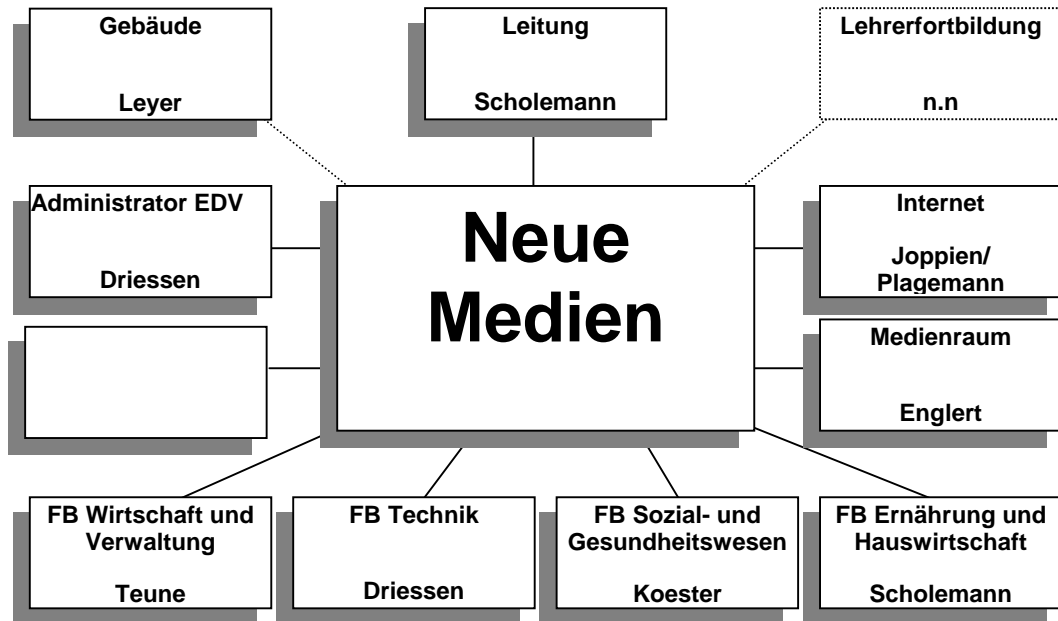 Gebäude
Leyer
Leitung
Scholemann
Lehrerfortbildung
n.n
Administrator EDV
Driessen
Neue
Medien
Internet
Joppien/
Plagemann
Medienraum
Englert
FB Wirtschaft und
Verwaltung
Teune
FB Technik
Driessen
FB Sozial- und
Gesundheitswesen
Koester
FB Ernährung und
Hauswirtschaft
Scholemann